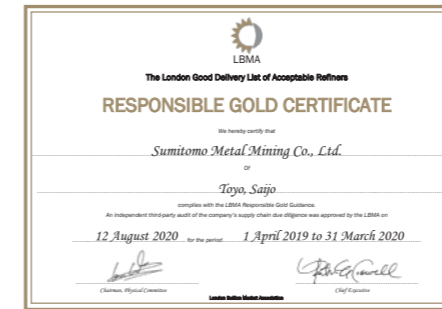 LBMA
The London Good Delivery List of Acceptable Refiners
RESPONSIBLE GOLD CERTIFICATE
We hereby certify that
Sumitomo Metal Mining Co., Ltd.
Of
Toyo, Saijo
complies with the LBMA Responsible Gold Guidance.
An independent third-party audit of the company's supply chain due diligence was approved by the LBMA on
12 August 2020 for the period 1 April 2019 to 31 March 2020
Chairman, Physical Committee Chief Executive
London Bullion Market Association